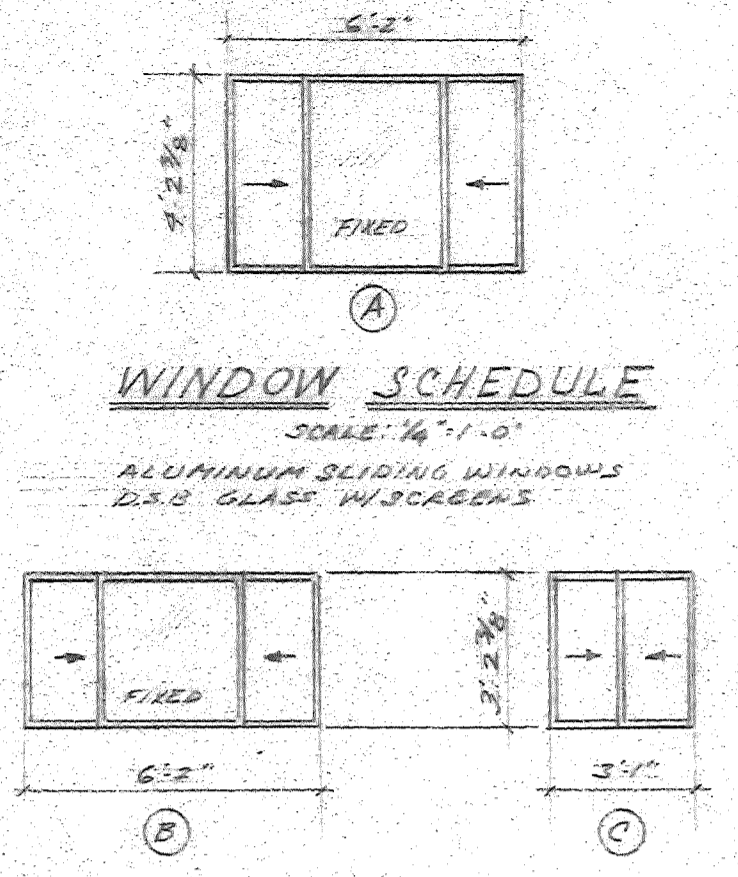 6'-2"
4'2 3/8"
FIXED
A
WINDOW SCHEDULE
SCALE: 1/4"=1'-0"
ALUMINUM SLIDING WINDOWS
D.S.B GLASS W/SCREENS
FIXED
3'2 3/8"
6'-2"
3'-1"
B
C